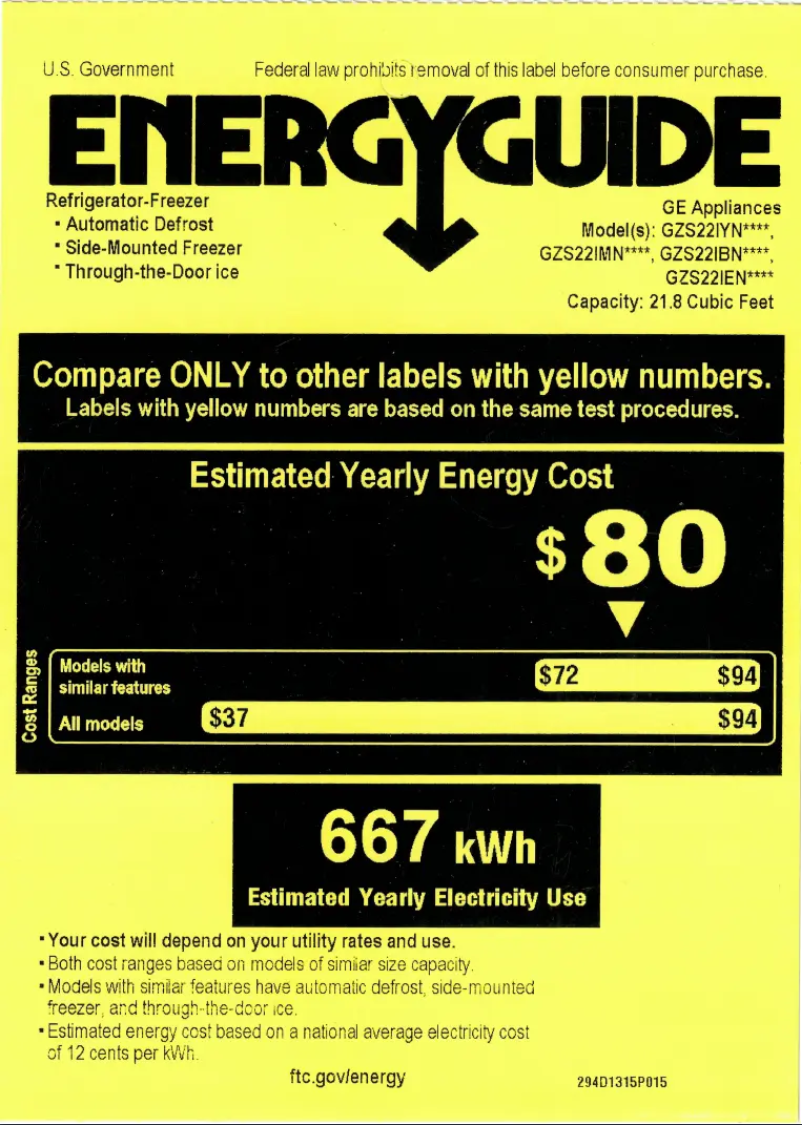 U.S. Government
Federal law prohibits removal of this label before consumer purchase.
ENERGYGUIDE
Refrigerator-Freezer
▪ Automatic Defrost
▪ Side-Mounted Freezer
▪ Through-the-Door ice
GE Appliances
Model(s): GZS22IYN****,
GZS22IMN****, GZS22IBN****,
GZS22IEN****
Capacity: 21.8 Cubic Feet
Compare ONLY to other labels with yellow numbers.
Labels with yellow numbers are based on the same test procedures.
Estimated Yearly Energy Cost
$80
Cost Ranges
Models with
similar features
$72 $94
All models $37 $94
667 kWh
Estimated Yearly Electricity Use
▪ Your cost will depend on your utility rates and use.
▪ Both cost ranges based on models of similar size capacity.
▪ Models with similar features have automatic defrost, side-mounted
freezer, and through-the-door ice.
▪ Estimated energy cost based on a national average electricity cost
of 12 cents per kWh.
ftc.gov/energy
294D1315P015